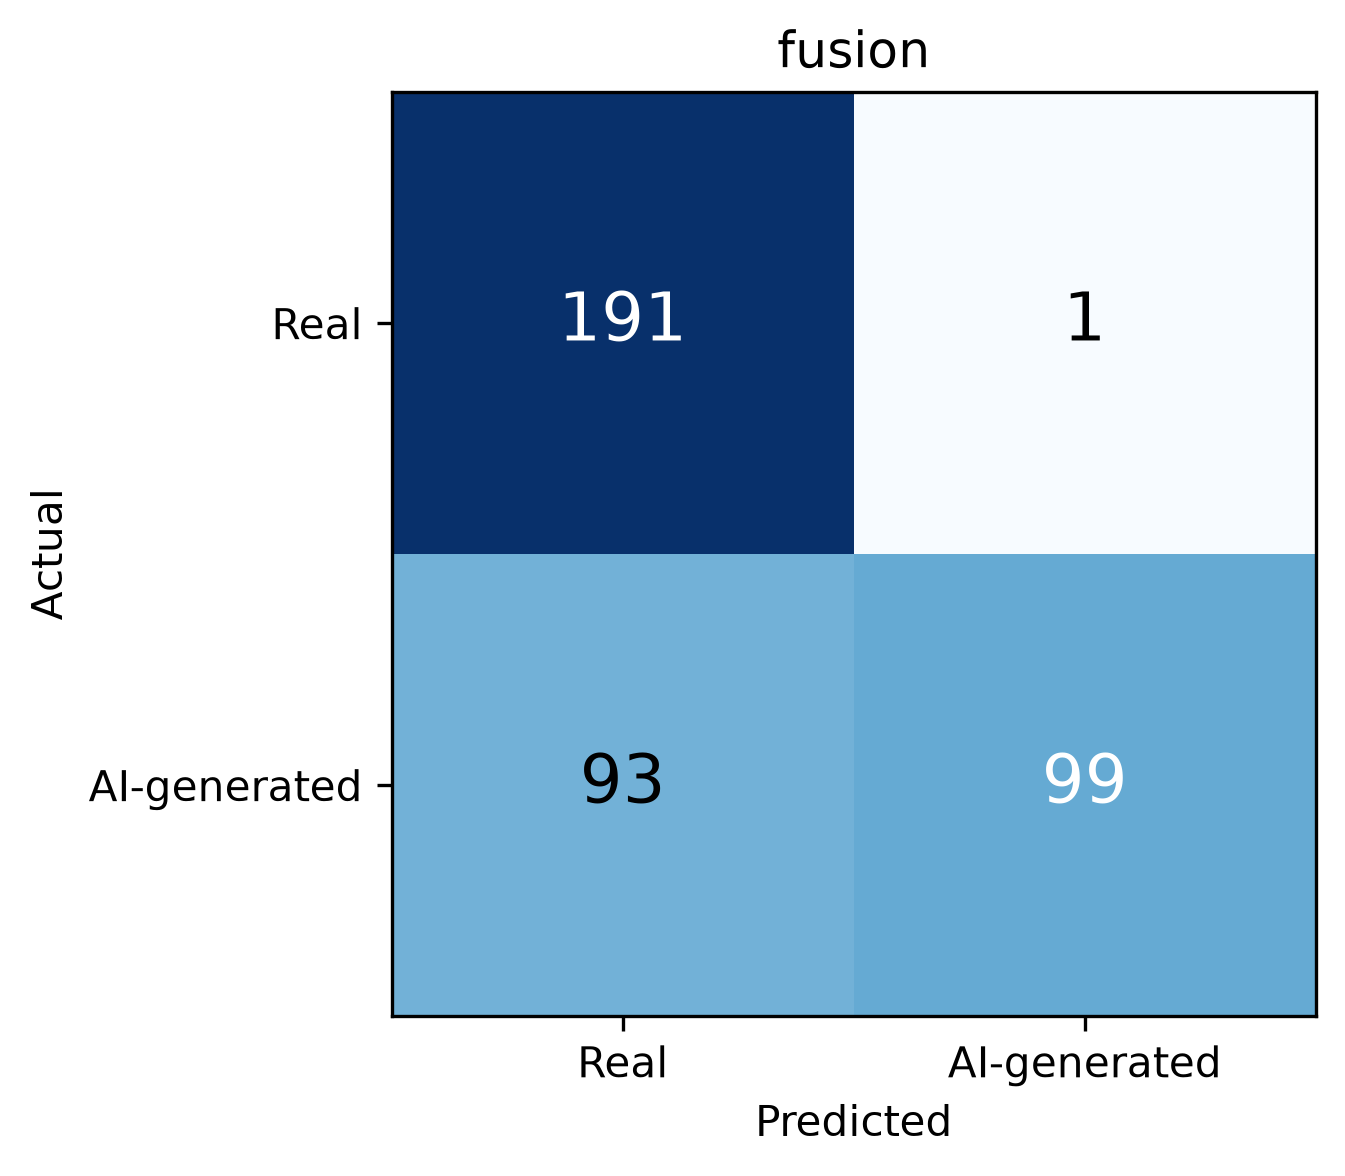 fusion
Actual
Real
191
1
AI-generated
93
99
Real
AI-generated
Predicted